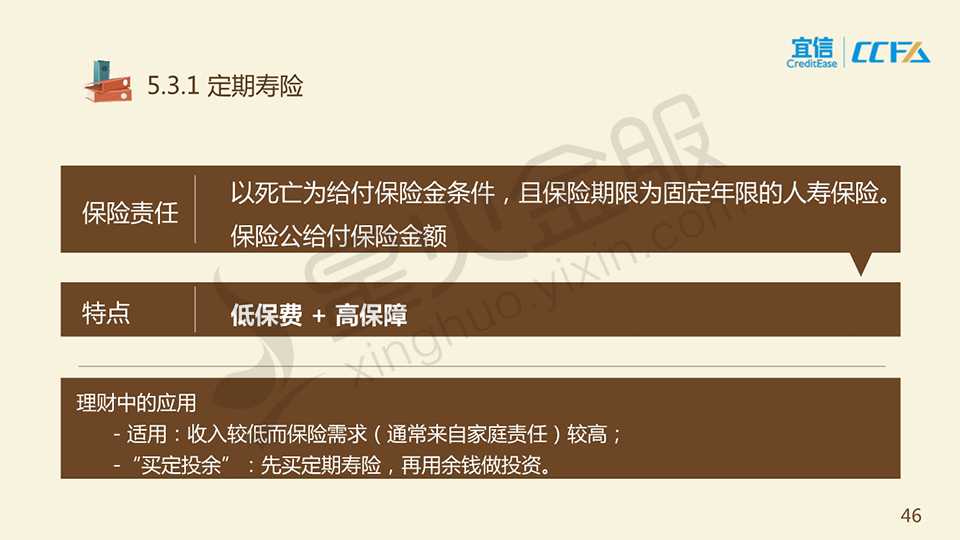 宜信
CreditEase
CCFA
5.3.1 定期寿险
保险责任
以死亡为给付保险金条件，且保险期限为固定年限的人寿保险。
保险公给付保险金额
特点
低保费 + 高保障
理财中的应用
- 适用：收入较低而保险需求（通常来自家庭责任）较高；
- “买定投余”：先买定期寿险，再用余钱做投资。
星火金服
xinghuo.yixin.com
46